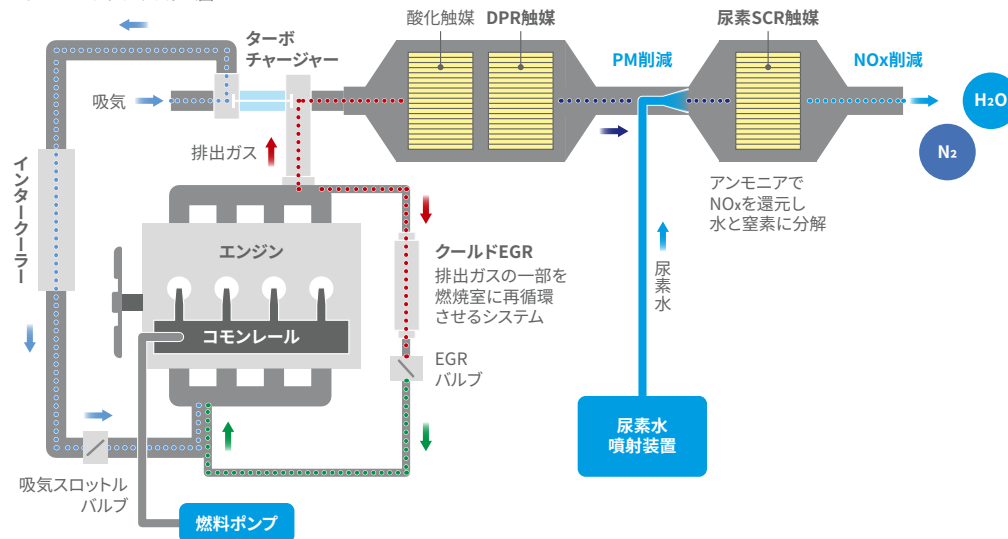 酸化触媒
DPR触媒
尿素SCR触媒
ターボ
チャージャー
PM削減
NOx削減
吸気
H₂O
N₂
排出ガス
インタークーラー
アンモニアで
NOxを還元し
水と窒素に分解
エンジン
クールドEGR
排出ガスの一部を
燃焼室に再循環
させるシステム
尿素水
コモンレール
EGR
バルブ
尿素水
噴射装置
吸気スロットル
バルブ
燃料ポンプ